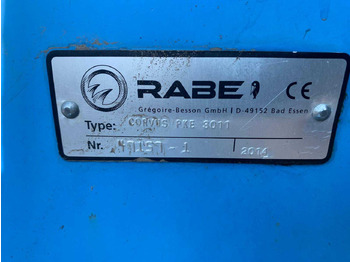 RABE CE
Grégoire-Besson GmbH | D-49152 Bad Essen
Type: CORVUS PKE 3011
Nr. 2014